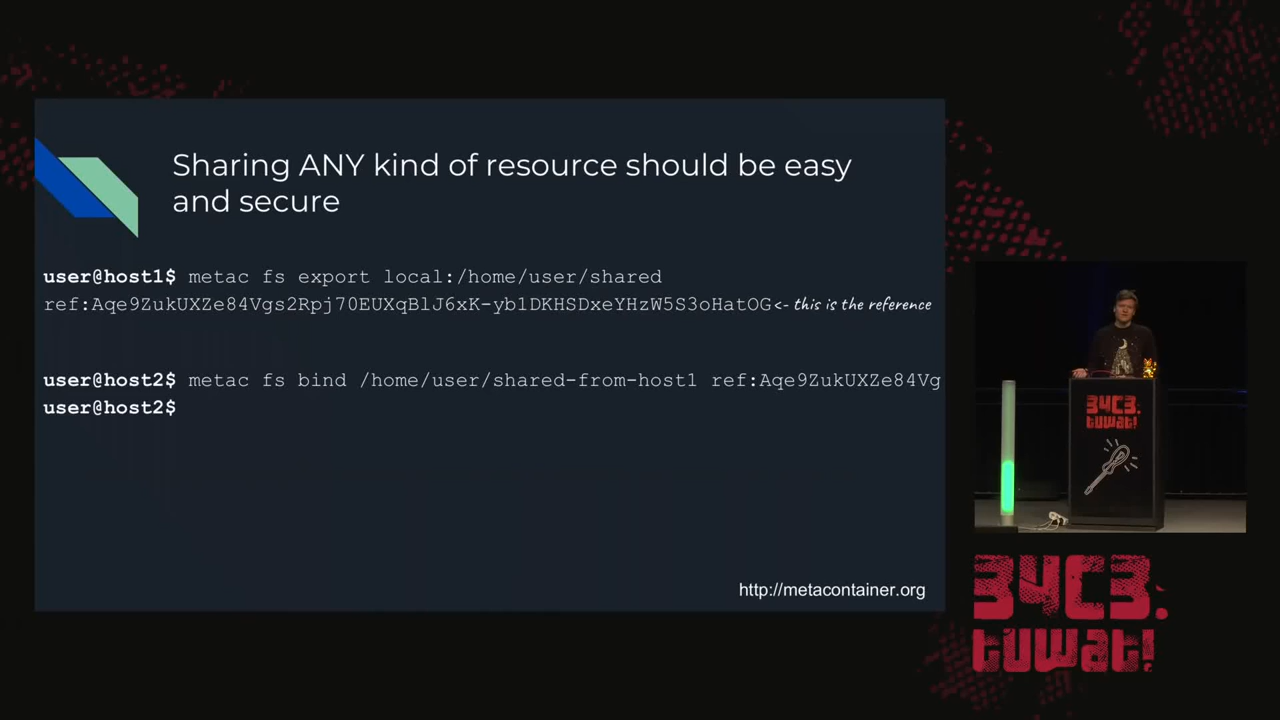 Sharing ANY kind of resource should be easy
and secure
user@host1$ metac fs export local:/home/user/shared
ref:Aqe9ZukUXZe84Vgs2Rpj70EUXqBlJ6xK-yb1DKHSDxeYHzW5S3oHatOG<- this is the reference
user@host2$ metac fs bind /home/user/shared-from-host1 ref:Aqe9ZukUXZe84Vg
user@host2$
http://metacontainer.org
34C3.
tuwat!
34C3.
tuwat!